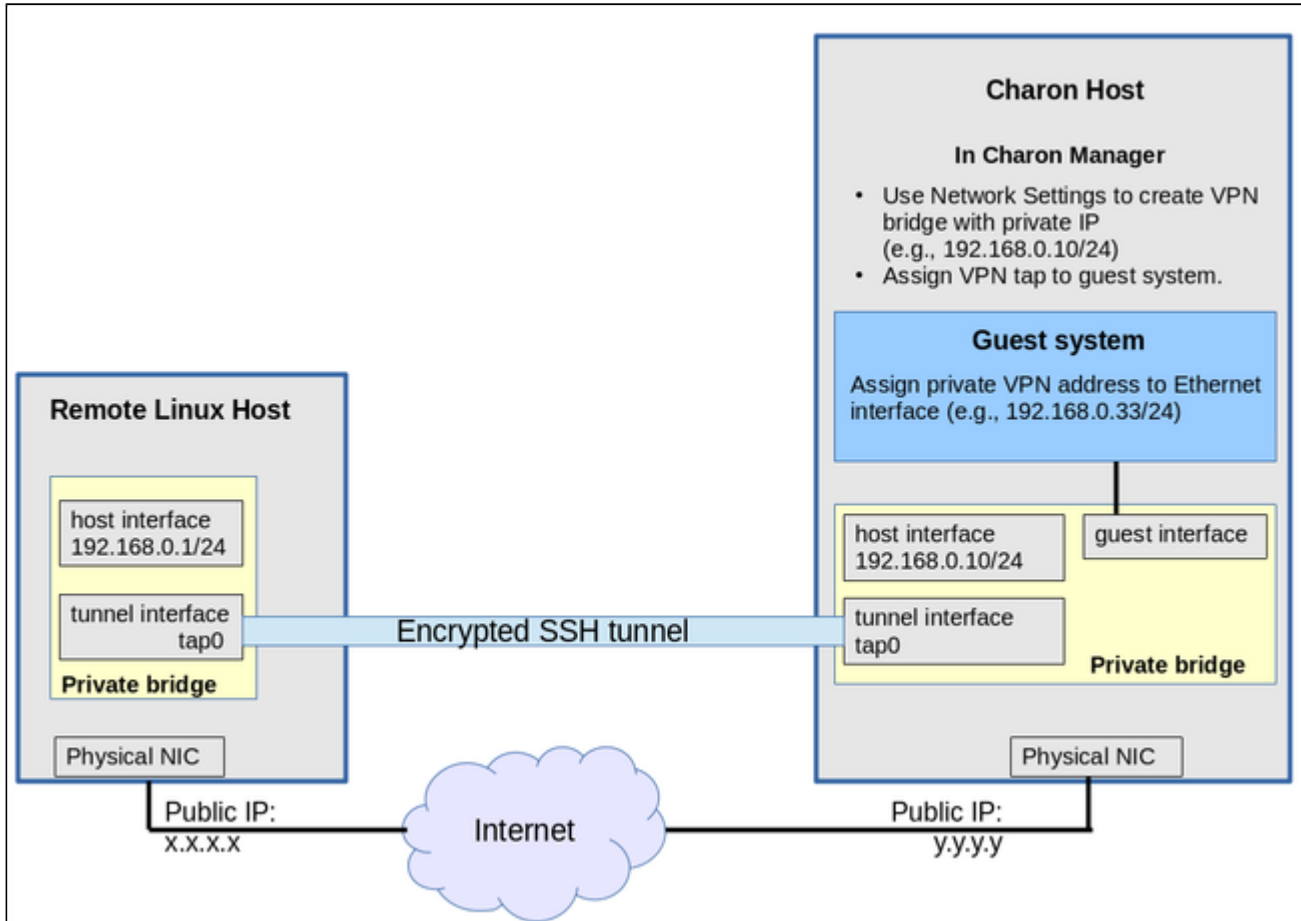 Charon Host
In Charon Manager
• Use Network Settings to create VPN
bridge with private IP
(e.g., 192.168.0.10/24)
• Assign VPN tap to guest system.
Guest system
Assign private VPN address to Ethernet
interface (e.g., 192.168.0.33/24)
Remote Linux Host
host interface
192.168.0.1/24
tunnel interface
tap0
Private bridge
Encrypted SSH tunnel
host interface
192.168.0.10/24
guest interface
tunnel interface
tap0
Private bridge
Physical NIC
Physical NIC
Public IP:
x.x.x.x
Internet
Public IP:
y.y.y.y